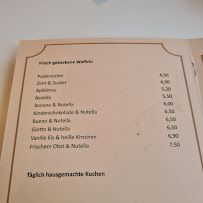 Frisch gebackene Waffeln
Puderzucker 4,50
Zimt & Zucker 4,50
Apfelmus 5,20
Nutella 5,50
Banane & Nutella 6,00
Kinderschokolade & Nutella 6,50
Bueno & Nutella 6,50
Giotto & Nutella 6,50
Vanille Eis & heiße Kirschen 6,90
Frischem Obst & Nutella 7,50
Täglich hausgemachte Kuchen